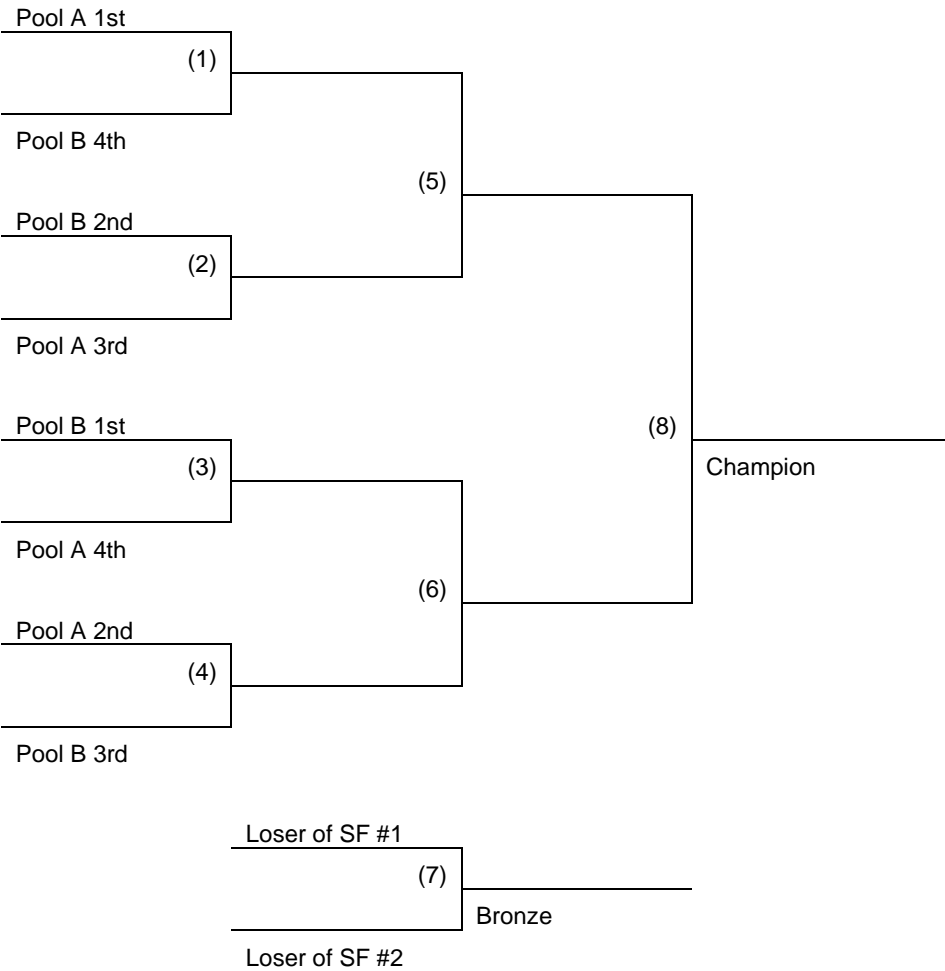 Pool A 1st
(1)
Pool B 4th
(5)
Pool B 2nd
(2)
Pool A 3rd
Pool B 1st
(8)
(3)
Champion
Pool A 4th
(6)
Pool A 2nd
(4)
Pool B 3rd
Loser of SF #1
(7)
Bronze
Loser of SF #2